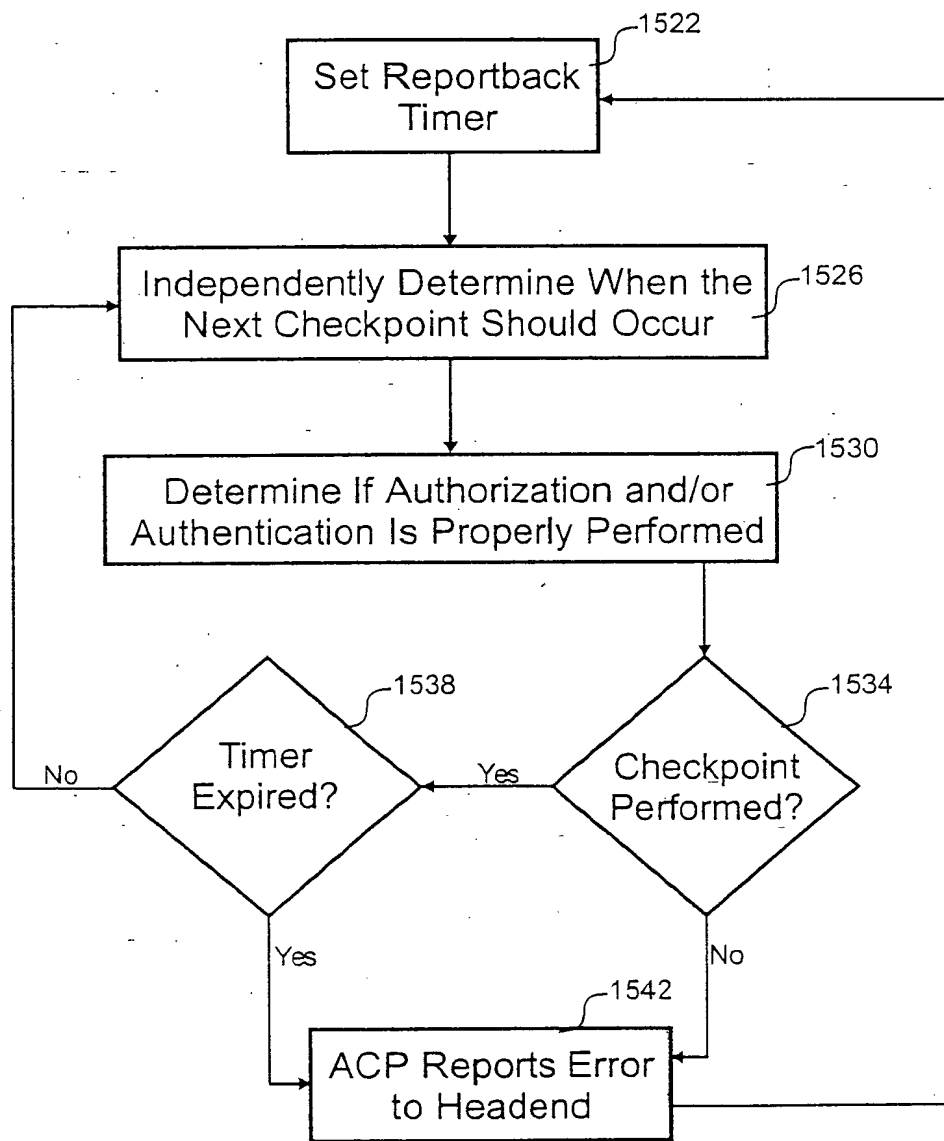 1522
Set Reportback
Timer
Independently Determine When the
Next Checkpoint Should Occur
1526
1530
Determine If Authorization and/or
Authentication Is Properly Performed
1538
1534
Timer
Expired?
Checkpoint
Performed?
No
Yes
Yes
No
1542
ACP Reports Error
to Headend